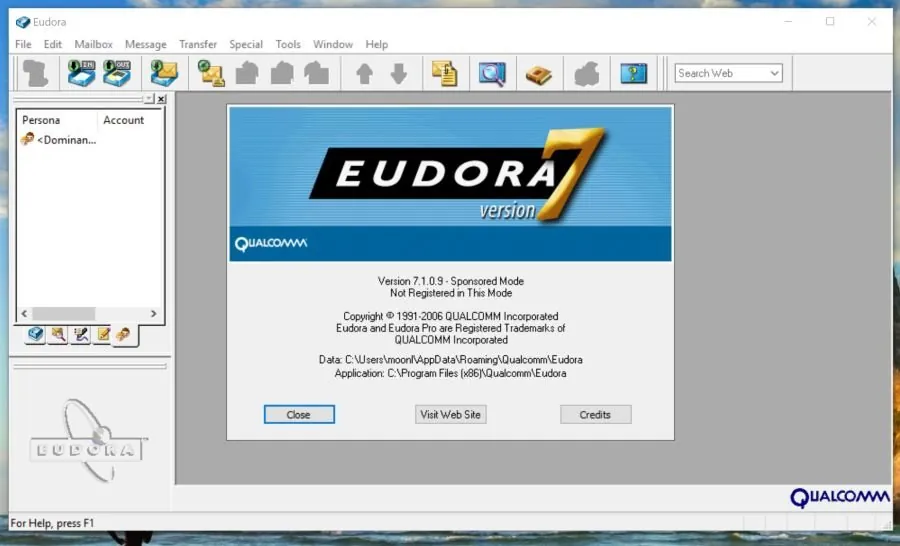 Eudora
File Edit Mailbox Message Transfer Special Tools Window Help
IN OUT
Search Web
Persona Account
<Dominan...
EUDORA 7
version
QUALCOMM
Version 7.1.0.9 - Sponsored Mode
Not Registered in This Mode
Copyright © 1991-2006 QUALCOMM Incorporated
Eudora and Eudora Pro are Registered Trademarks of
QUALCOMM Incorporated
Data: C:\Users\moonl\AppData\Roaming\Qualcomm\Eudora
Application: C:\Program Files (x86)\Qualcomm\Eudora
Close Visit Web Site Credits
EUDORA™
QUALCOMM
For Help, press F1